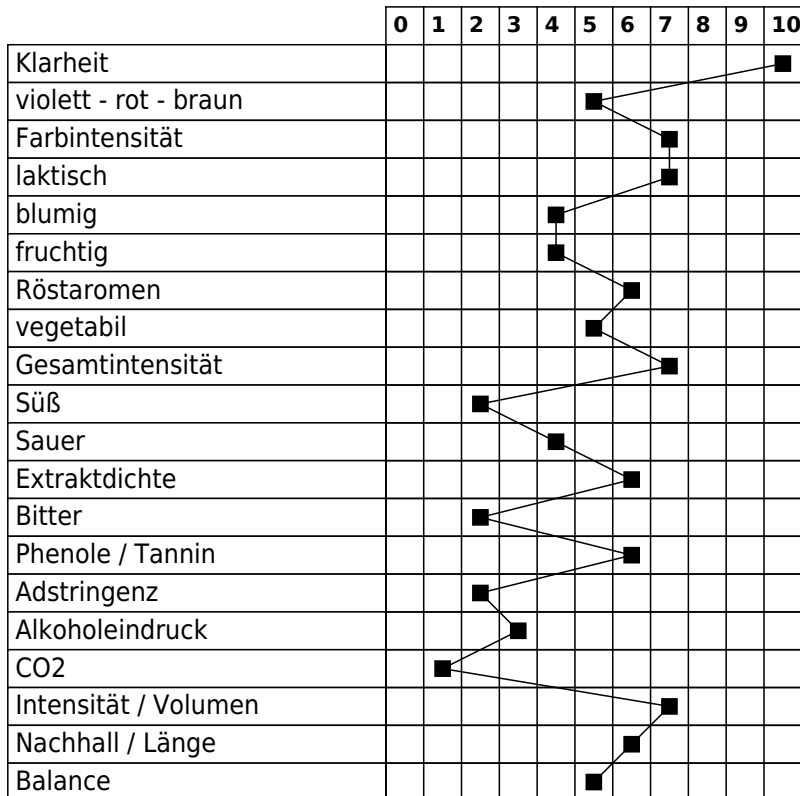 0 1 2 3 4 5 6 7 8 9 10
Klarheit
violett - rot - braun
Farbintensität
laktisch
blumig
fruchtig
Röstaromen
vegetabil
Gesamtintensität
Süß
Sauer
Extraktdichte
Bitter
Phenole / Tannin
Adstringenz
Alkoholeindruck
CO2
Intensität / Volumen
Nachhall / Länge
Balance